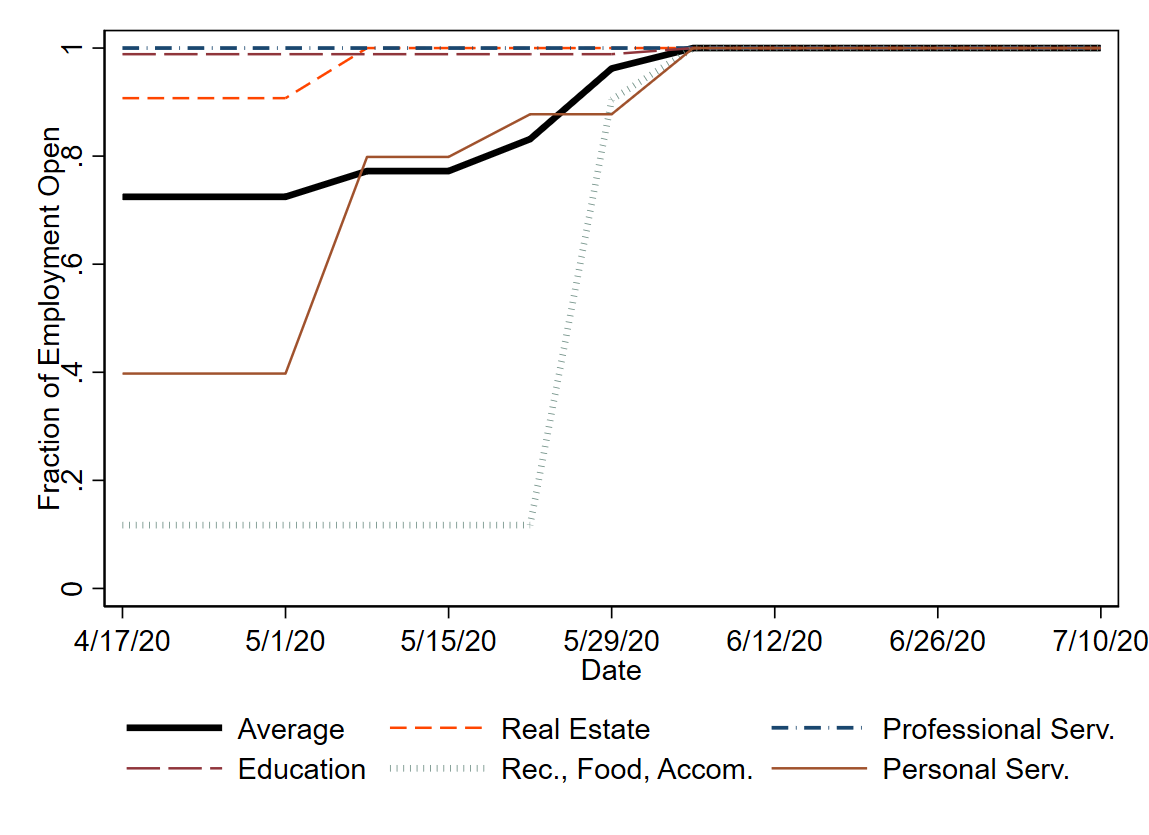 Fraction of Employment Open
1
.8
.6
.4
.2
0
4/17/20 5/1/20 5/15/20 5/29/20 6/12/20 6/26/20 7/10/20
Date
Average Real Estate Professional Serv.
Education Rec., Food, Accom. Personal Serv.